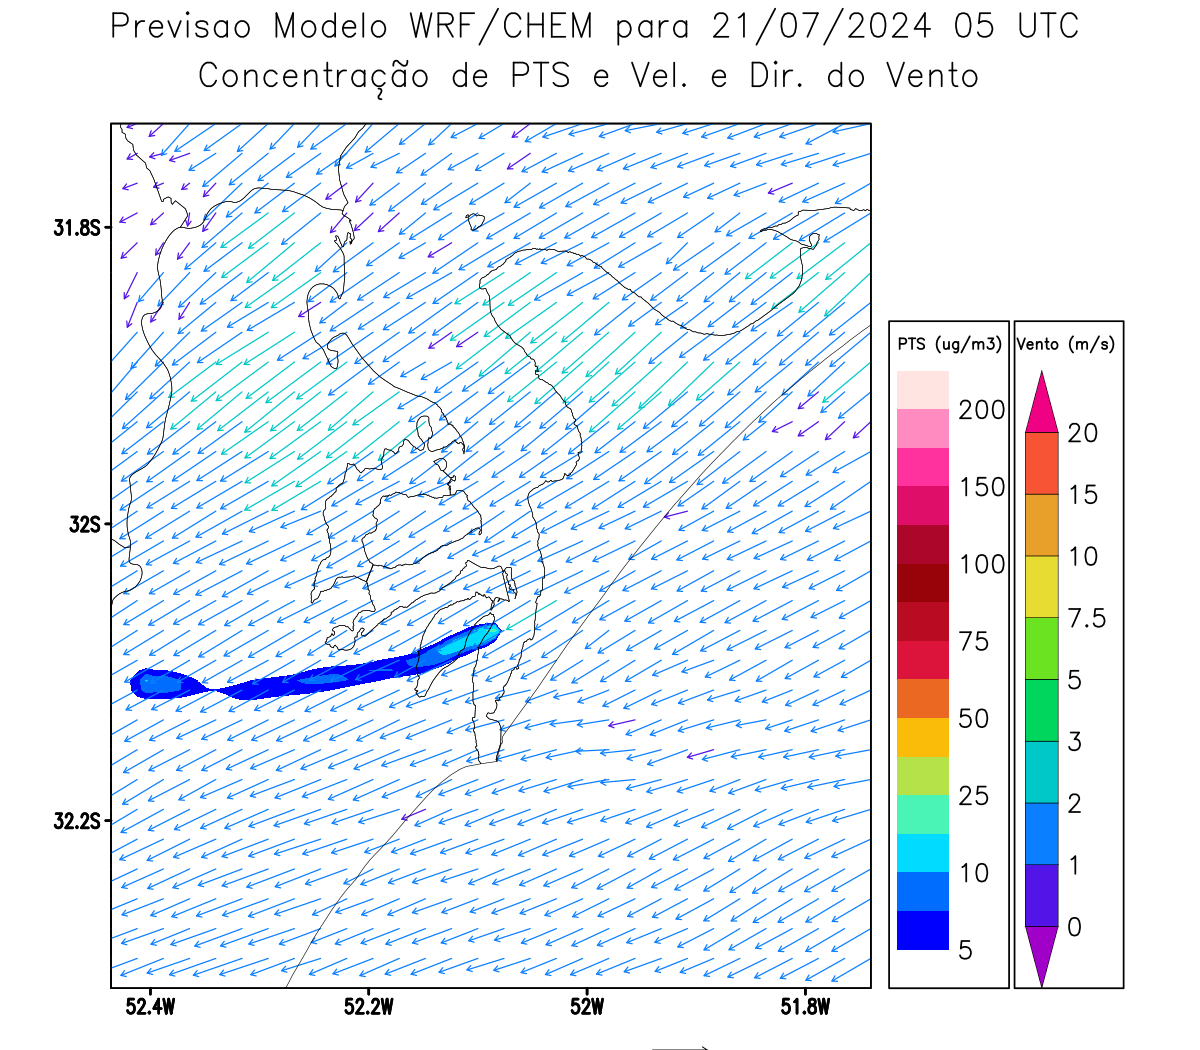 Previsao Modelo WRF/CHEM para 21/07/2024 05 UTC
Concentração de PTS e Vel. e Dir. do Vento
31.8S
32S
32.2S
52.4W
52.2W
52W
51.8W
PTS (ug/m3)
200
150
100
75
50
25
10
5
Vento (m/s)
20
15
10
7.5
5
3
2
1
0